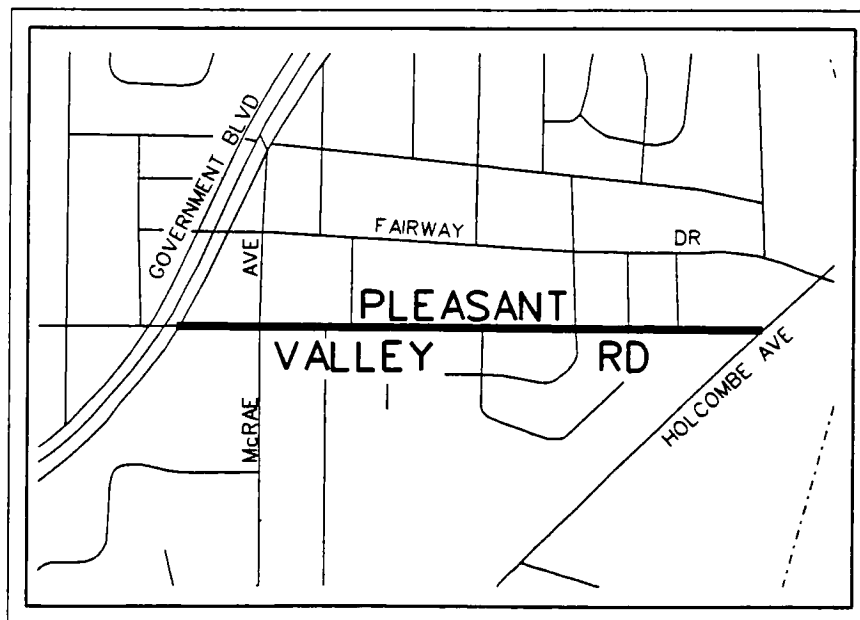 GOVERNMENT BLVD
FAIRWAY DR
AVE
PLEASANT
VALLEY RD
McRAE
HOLCOMBE AVE